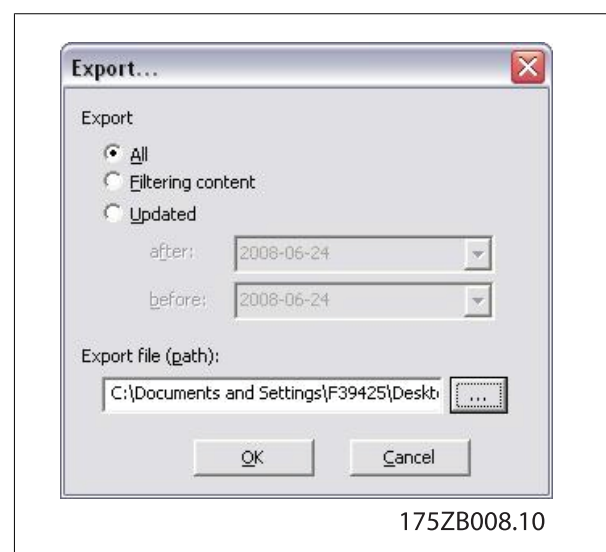 Export...
Export
All
Filtering content
Updated
after: 2008-06-24
before: 2008-06-24
Export file (path):
C:\Documents and Settings\F39425\Deskt
...
OK Cancel
175ZB008.10